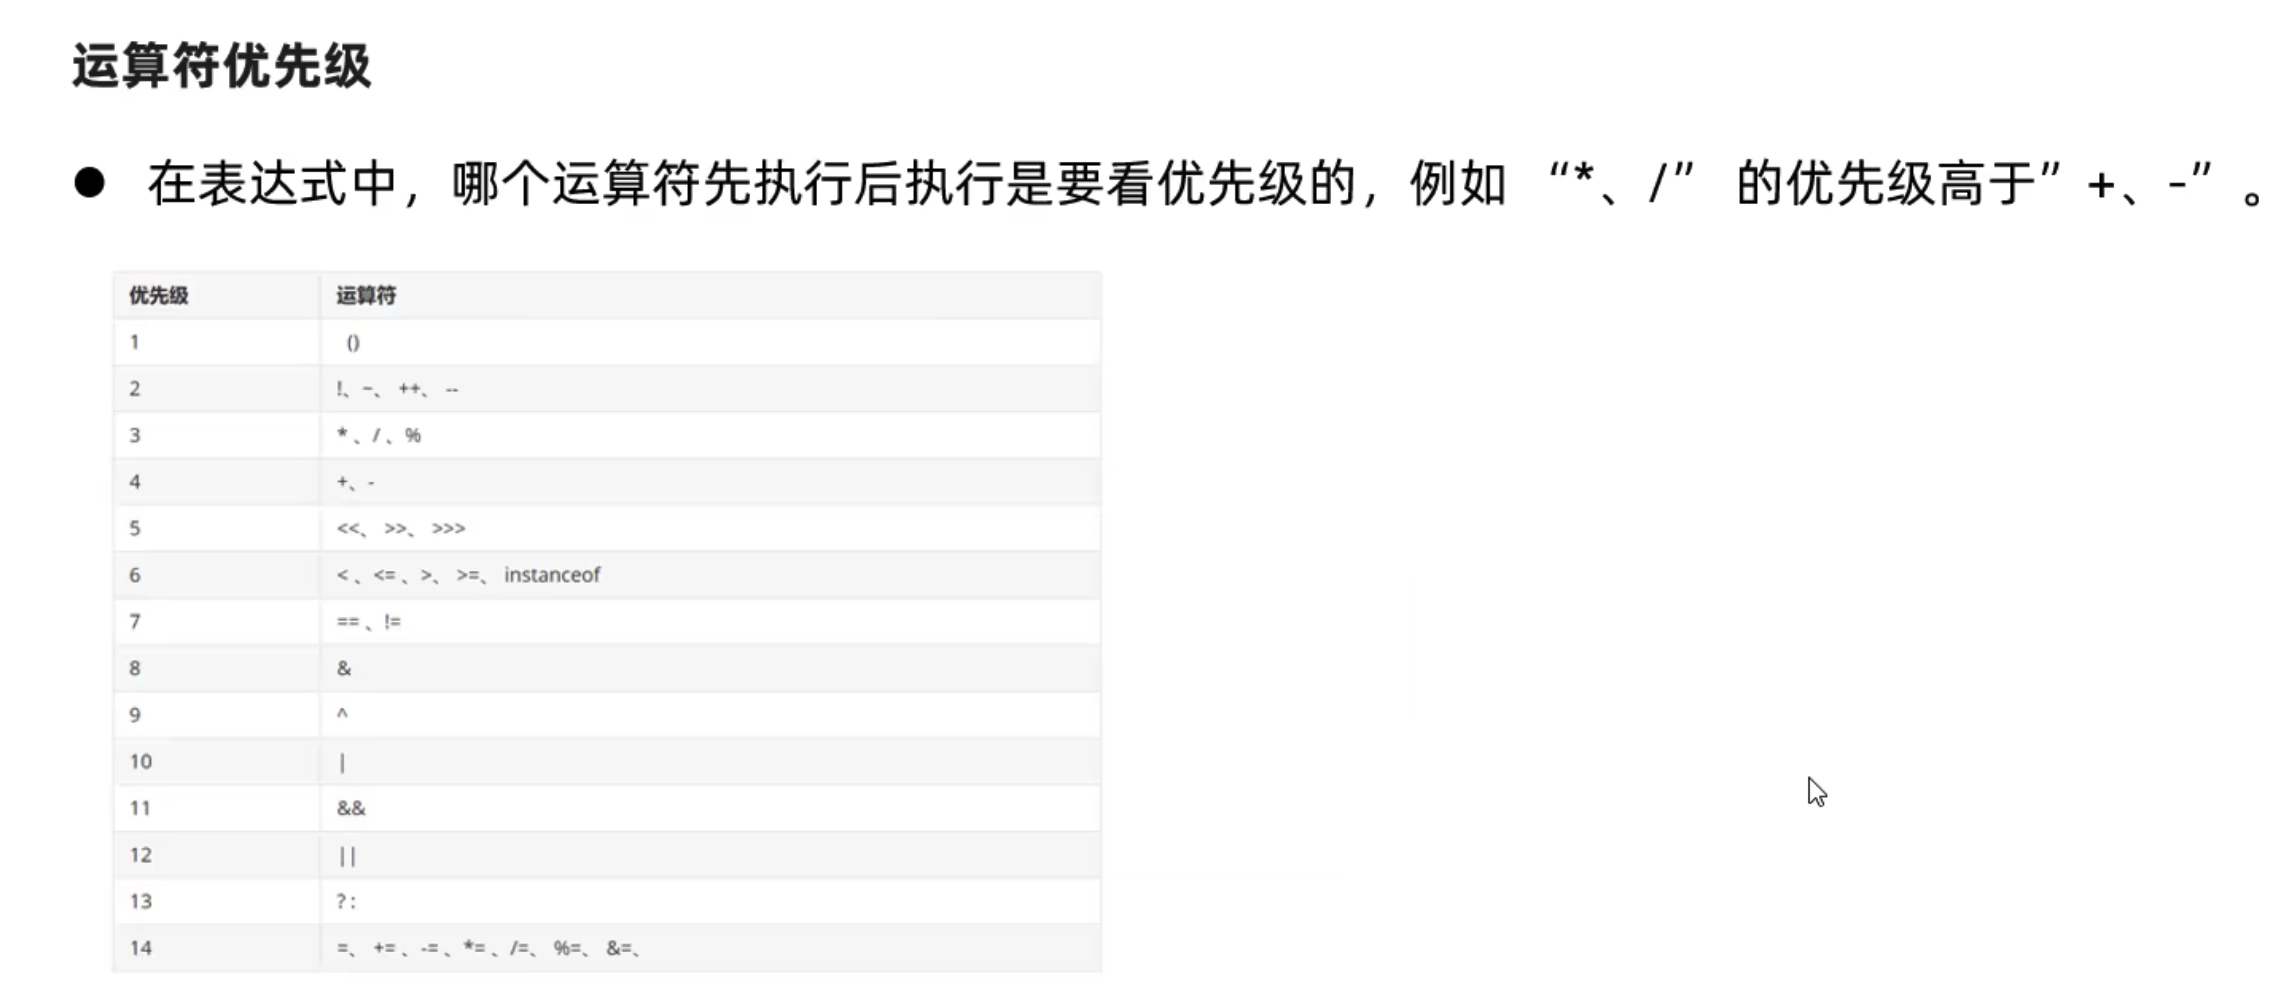 运算符优先级
● 在表达式中，哪个运算符先执行后执行是要看优先级的，例如 “*、/” 的优先级高于” +、-” 。
优先级 运算符
1 ()
2 !、~、 ++、 --
3 * 、/ 、%
4 +、-
5 <<、 >>、 >>>
6 < 、<= 、>、 >=、 instanceof
7 == 、!=
8 &
9 ^
10 |
11 &&
12 ||
13 ? :
14 =、 += 、-= 、*= 、/=、 %=、 &=、